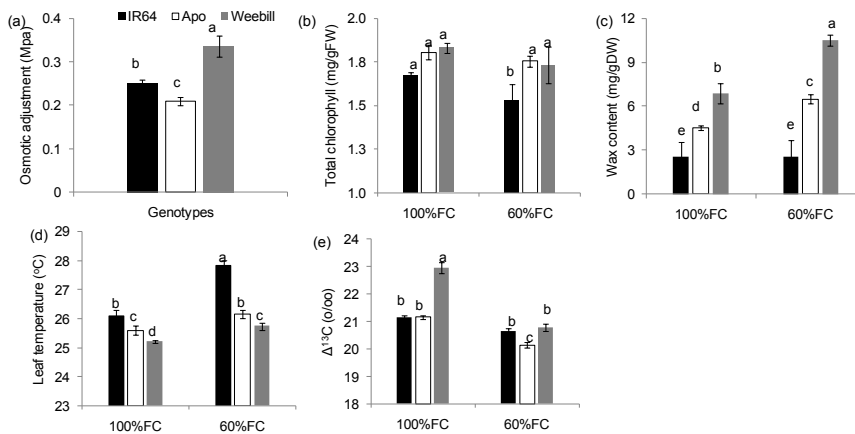 (a)
IR64 Apo Weebill
Osmotic adjustment (Mpa)
0.4
0.3
0.2
0.1
0
b
c
a
Genotypes
(b)
Total chlorophyll (mg/gFW)
2.1
1.8
1.6
1.3
1.0
a
a
a
b
a
a
100%FC
60%FC
(c)
Wax content (mg/gDW)
12
9
6
3
0
e
d
b
e
c
a
100%FC
60%FC
(d)
Leaf temperature (°C)
29
28
27
26
25
24
23
b
c
d
a
b
c
100%FC
60%FC
(e)
Δ¹³C (o/oo)
24
23
22
21
20
19
18
b
b
a
b
c
b
100%FC
60%FC